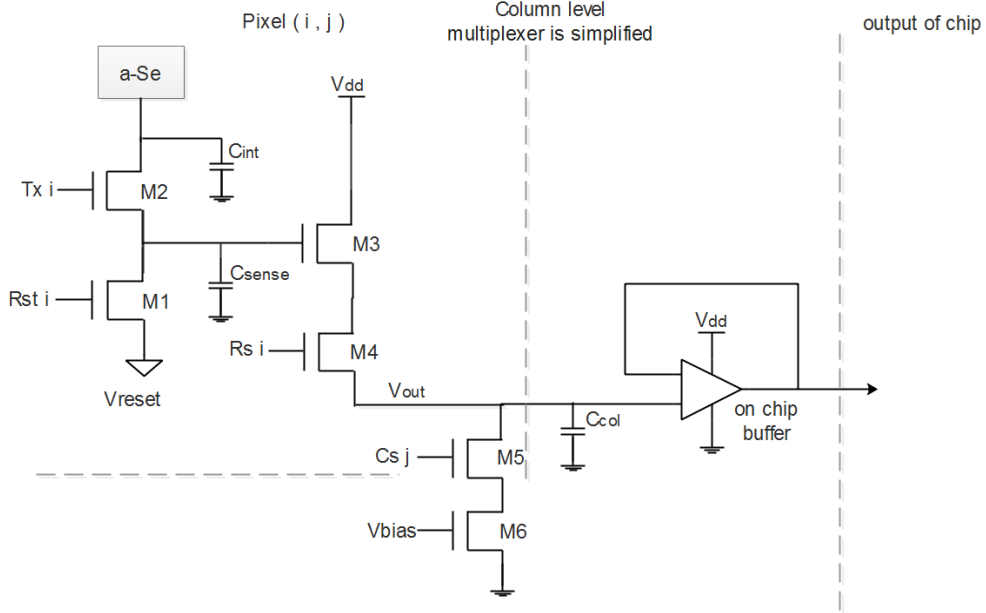 Pixel ( i , j )
Column level
multiplexer is simplified
output of chip
a-Se
Vdd
Cint
Tx i
M2
M3
Csense
Rst i
M1
Vdd
Rs i
M4
Vreset
Vout
Ccol
on chip
buffer
Cs j
M5
Vbias
M6